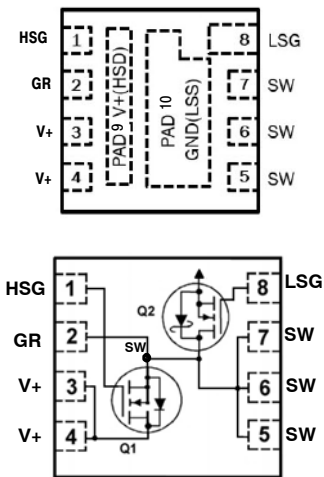 HSG 1 8 LSG
GR 2 7 SW
V+ 3 6 SW
V+ 4 5 SW
PAD 9 V+(HSD)
PAD 10
GND(LSS)
HSG 1 8 LSG
Q2
GR 2 7 SW
SW
V+ 3 6 SW
V+ 4 5 SW
Q1